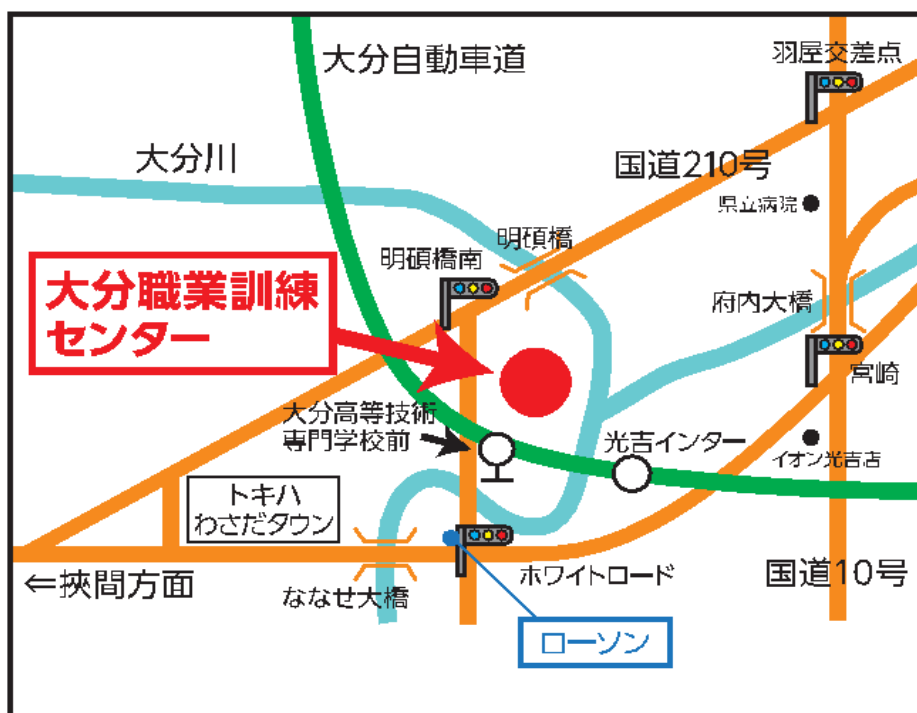 大分自動車道
羽屋交差点
大分川
国道210号
県立病院
明碩橋
明碩橋南
大分職業訓練
センター
府内大橋
宮崎
大分高等技術
専門学校前
光吉インター
イオン光吉店
トキハ
わさだタウン
⇐挾間方面
ななせ大橋
ホワイトロード
国道10号
ローソン